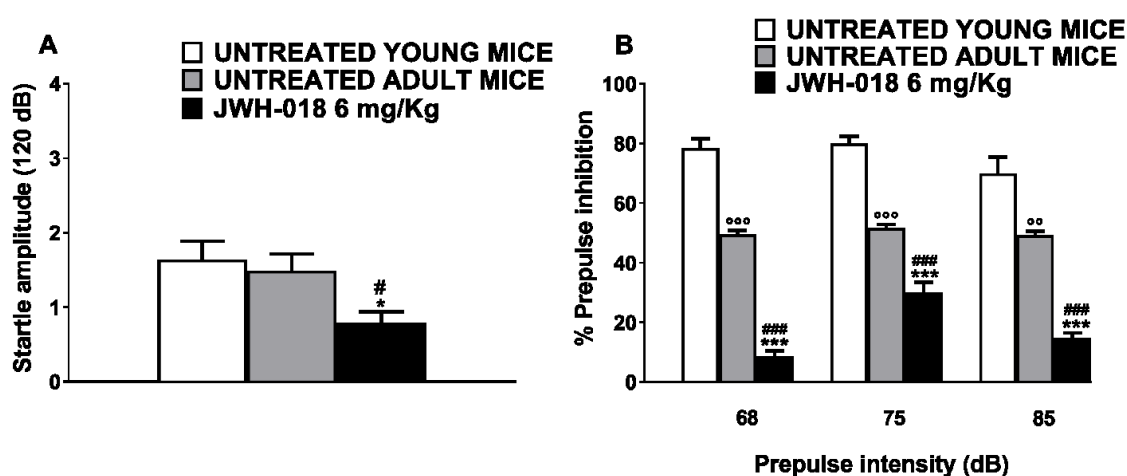 A
UNTREATED YOUNG MICE
UNTREATED ADULT MICE
JWH-018 6 mg/Kg
Startle amplitude (120 dB)
4
3
2
1
0
#
*
B
UNTREATED YOUNG MICE
UNTREATED ADULT MICE
JWH-018 6 mg/Kg
% Prepulse inhibition
100
80
60
40
20
0
°°°
###
***
°°°
###
***
°°
###
***
68 75 85
Prepulse intensity (dB)